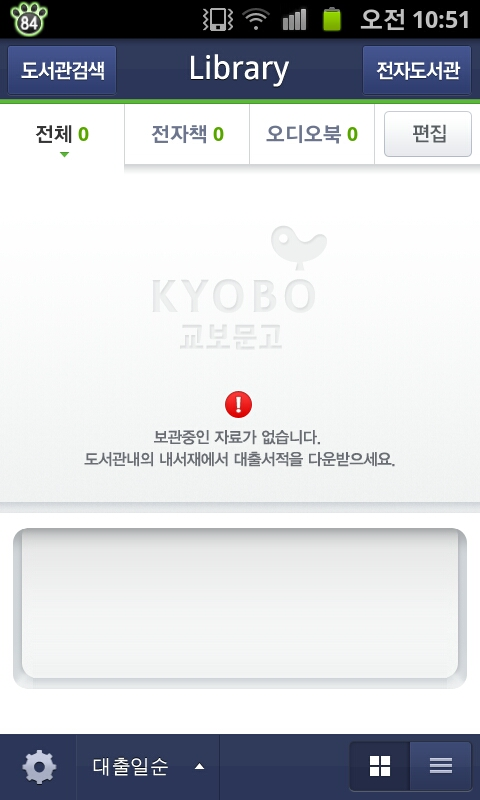 84 오전 10:51
도서관검색 Library 전자도서관
전체 0 전자책 0 오디오북 0 편집
KYOBO
교보문고
보관중인 자료가 없습니다.
도서관내의 내서재에서 대출서적을 다운받으세요.
대출일순